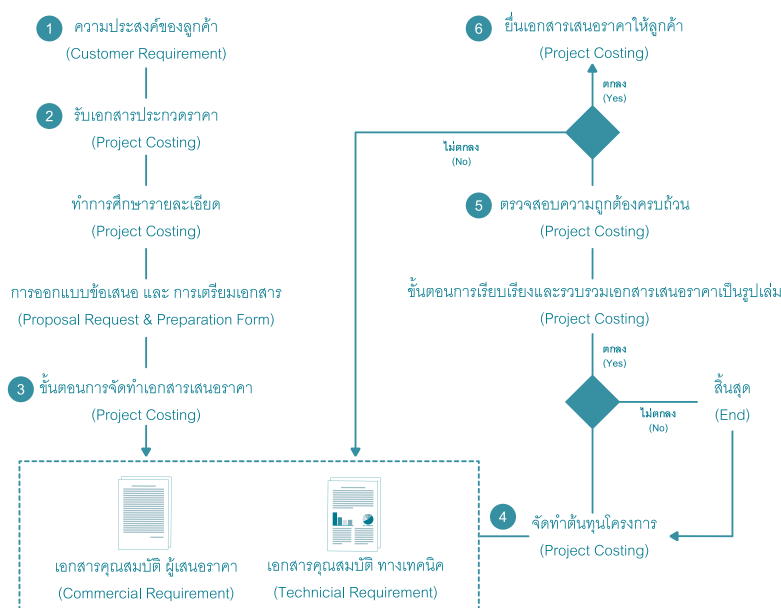 1 ความประสงค์ของลูกค้า
(Customer Requirement)
2 รับเอกสารประกวดราคา
(Project Costing)
ทำการศึกษารายละเอียด
(Project Costing)
การออกแบบข้อเสนอ และ การเตรียมเอกสาร
(Proposal Request & Preparation Form)
3 ขั้นตอนการจัดทำเอกสารเสนอราคา
(Project Costing)
เอกสารคุณสมบัติ ผู้เสนอราคา
(Commercial Requirement)
เอกสารคุณสมบัติ ทางเทคนิค
(Technicial Requirement)
4 จัดทำต้นทุนโครงการ
(Project Costing)
ไม่ตกลง
(No)
สิ้นสุด
(End)
ตกลง
(Yes)
ขั้นตอนการเรียบเรียงและรวบรวมเอกสารเสนอราคาเป็นรูปเล่ม
(Project Costing)
5 ตรวจสอบความถูกต้องครบถ้วน
(Project Costing)
ไม่ตกลง
(No)
ตกลง
(Yes)
6 ยื่นเอกสารเสนอราคาให้ลูกค้า
(Project Costing)